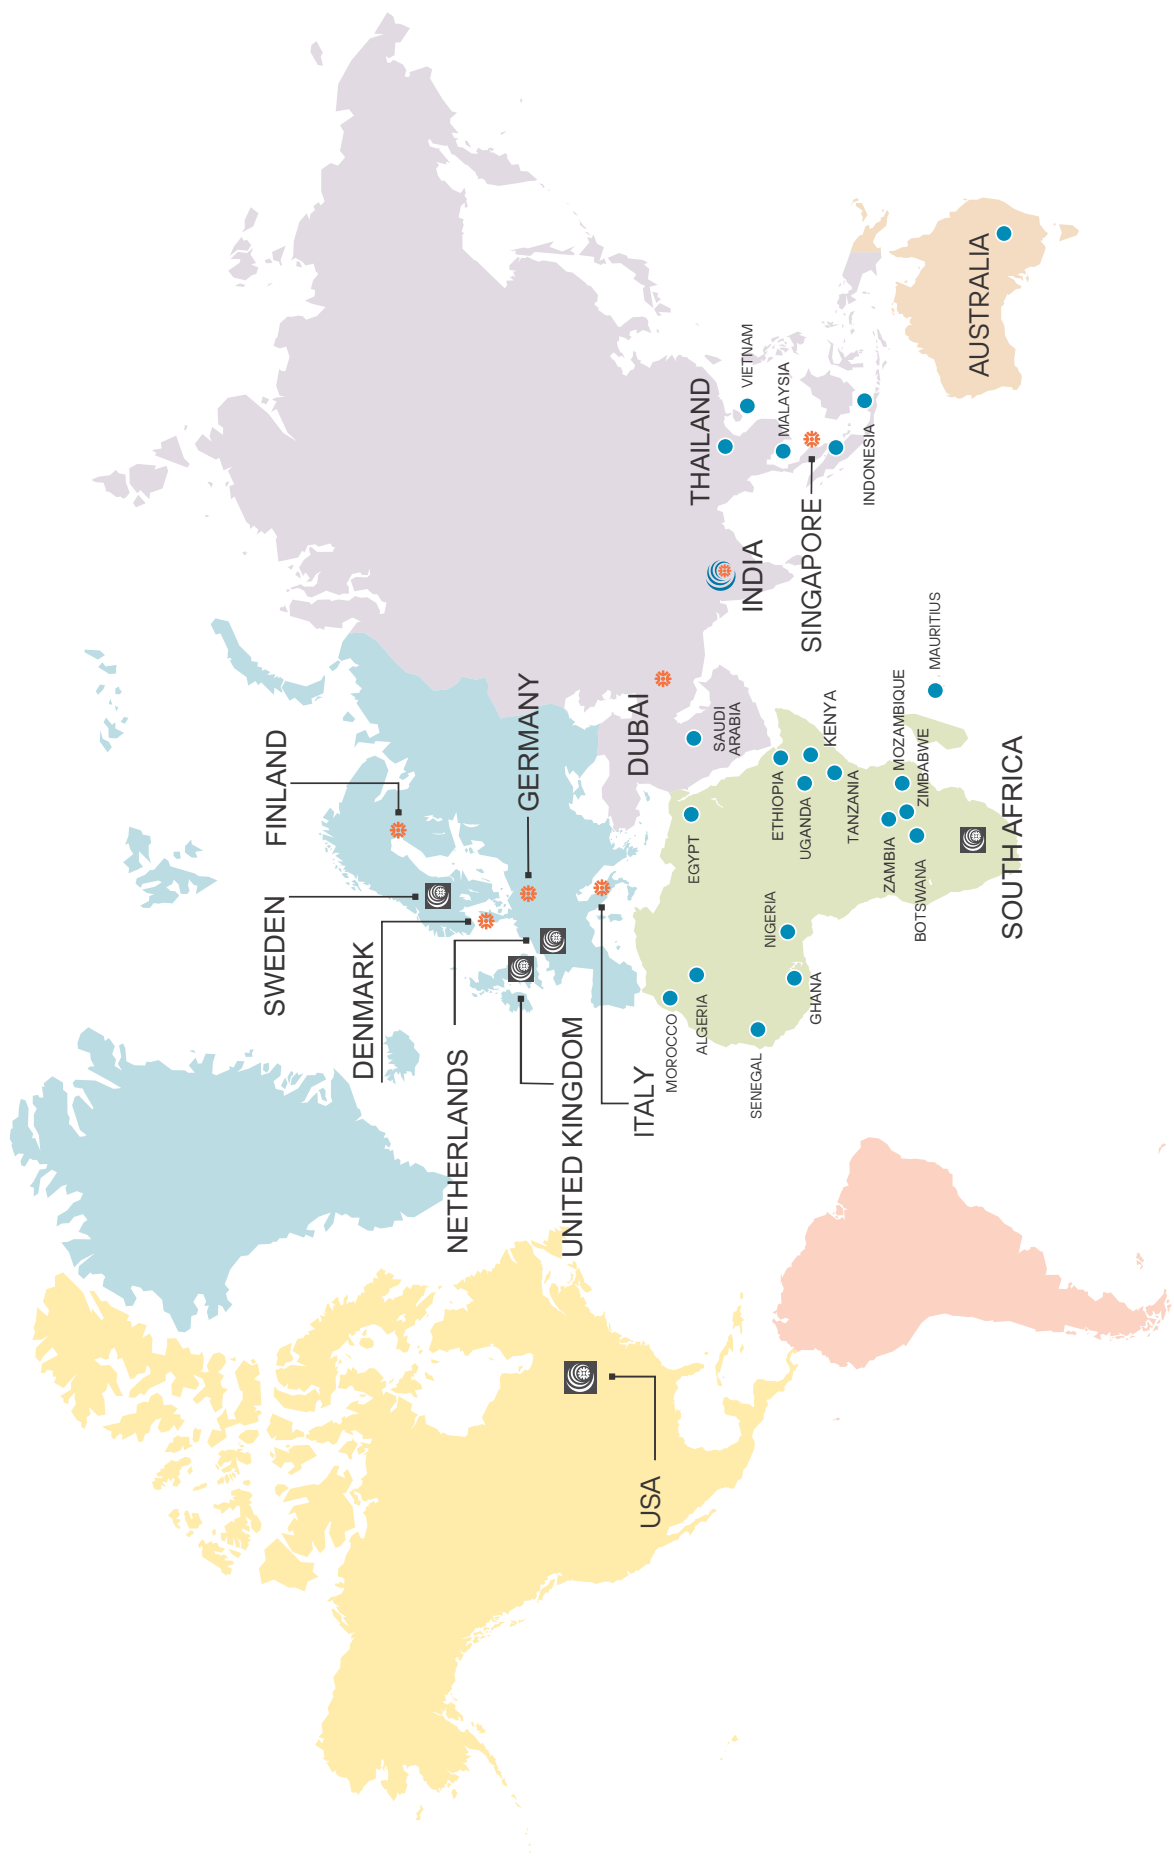 FINLAND
SWEDEN
DENMARK
GERMANY
NETHERLANDS
UNITED KINGDOM
ITALY
USA
DUBAI
SAUDI
ARABIA
INDIA
THAILAND
VIETNAM
MALAYSIA
SINGAPORE
INDONESIA
AUSTRALIA
MOROCCO
ALGERIA
EGYPT
SENEGAL
GHANA
NIGERIA
ETHIOPIA
UGANDA
KENYA
TANZANIA
ZAMBIA
MOZAMBIQUE
ZIMBABWE
BOTSWANA
MAURITIUS
SOUTH AFRICA